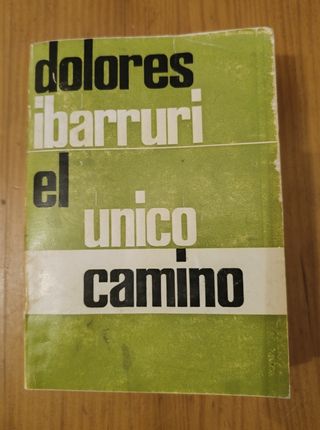 dolores
ibarruri
el
unico
camino